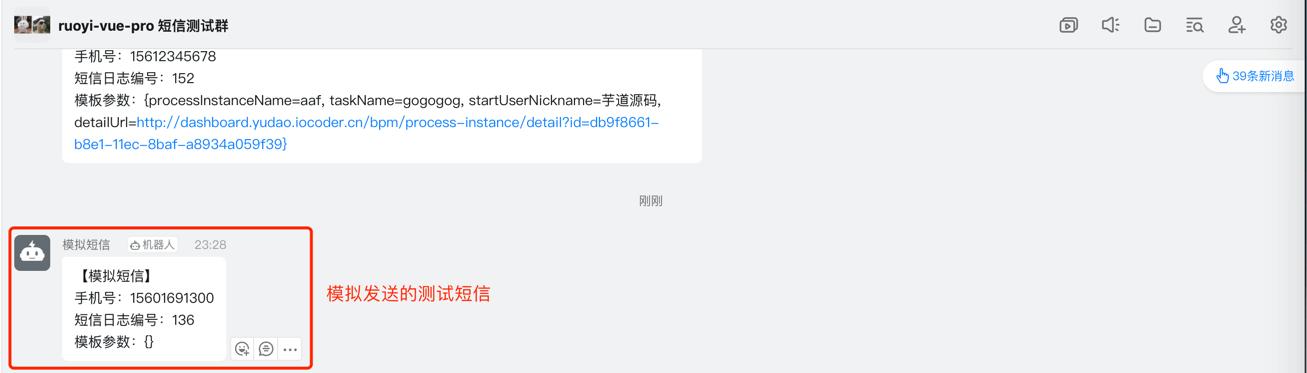 ruoyi-vue-pro 短信测试群
手机号：15612345678
39条新消息
短信日志编号：152
模板参数：{processInstanceName=aaf, taskName=gogogog, startUserNickname=芋道源码,
detailUrl=http://dashboard.yudao.iocoder.cn/bpm/process-instance/detail?id=db9f8661-
b8e1-11ec-8baf-a8934a059f39}
刚刚
模拟短信 机器人 23:28
【模拟短信】
手机号：15601691300
短信日志编号：136
模板参数：{}
模拟发送的测试短信